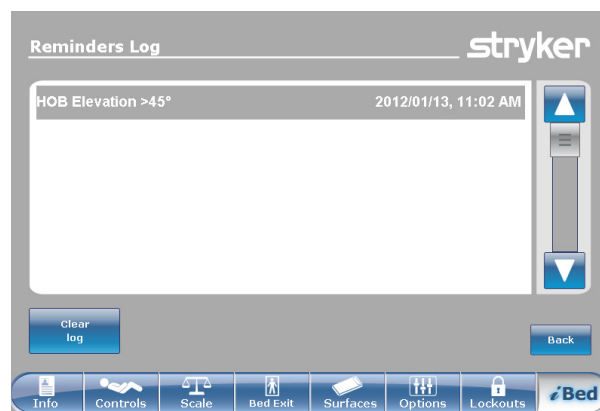 Reminders Log
stryker
HOB Elevation >45° 2012/01/13, 11:02 AM
Clear
log
Back
Info Controls Scale Bed Exit Surfaces Options Lockouts iBed